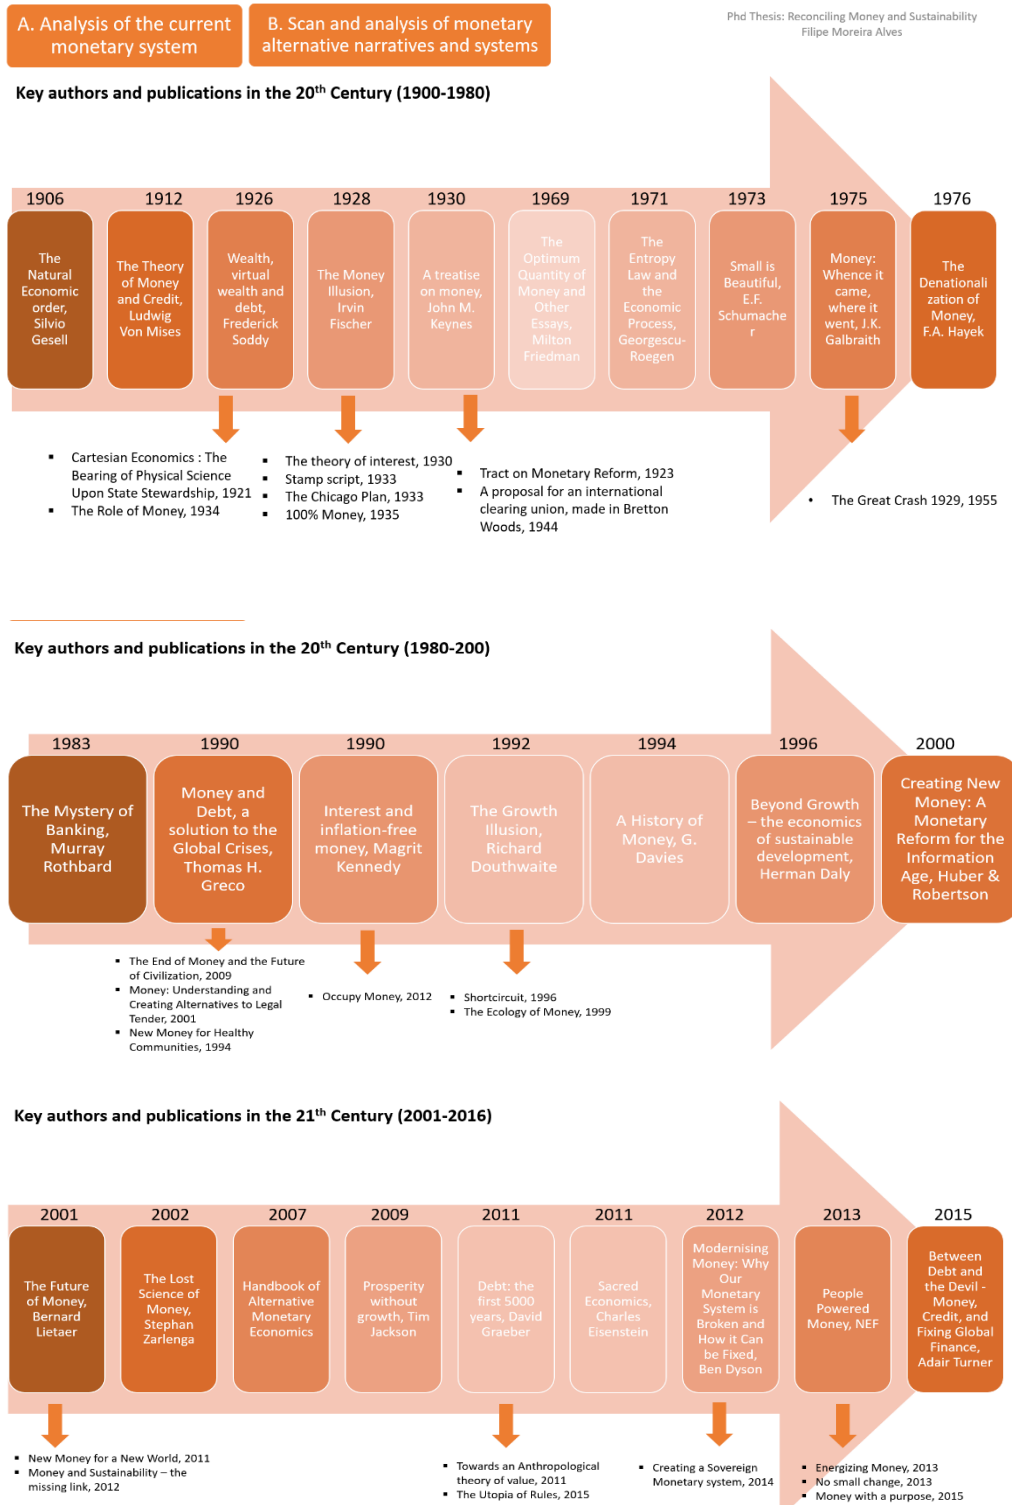 A. Analysis of the current
monetary system
B. Scan and analysis of monetary
alternative narratives and systems
Phd Thesis: Reconciling Money and Sustainability
Filipe Moreira Alves
Key authors and publications in the 20th Century (1900-1980)
1906
The
Natural
Economic
order,
Silvio
Gesell
1912
The Theory
of Money
and Credit,
Ludwig
Von Mises
1926
Wealth,
virtual
wealth and
debt,
Frederick
Soddy
1928
The Money
Illusion,
Irvin
Fischer
1930
A treatise
on money,
John M.
Keynes
1969
The
Optimum
Quantity of
Money and
Other
Essays,
Milton
Friedman
1971
The
Entropy
Law and
the
Economic
Process,
Georgescu-
Roegen
1973
Small is
Beautiful,
E.F.
Schumache
r
1975
Money:
Whence it
came,
where it
went, J.K.
Galbraith
1976
The
Denationali
zation of
Money,
F.A. Hayek
▪ Cartesian Economics : The
Bearing of Physical Science
Upon State Stewardship, 1921
▪ The Role of Money, 1934
▪ The theory of interest, 1930
▪ Stamp script, 1933
▪ The Chicago Plan, 1933
▪ 100% Money, 1935
▪ Tract on Monetary Reform, 1923
▪ A proposal for an international
clearing union, made in Bretton
Woods, 1944
• The Great Crash 1929, 1955
Key authors and publications in the 20th Century (1980-200)
1983
The Mystery of
Banking,
Murray
Rothbard
1990
Money and
Debt, a
solution to the
Global Crises,
Thomas H.
Greco
1990
Interest and
inflation-free
money, Magrit
Kennedy
1992
The Growth
Illusion,
Richard
Douthwaite
1994
A History of
Money, G.
Davies
1996
Beyond Growth
– the economics
of sustainable
development,
Herman Daly
2000
Creating New
Money: A
Monetary
Reform for the
Information
Age, Huber &
Robertson
▪ The End of Money and the Future
of Civilization, 2009
▪ Money: Understanding and
Creating Alternatives to Legal
Tender, 2001
▪ New Money for Healthy
Communities, 1994
▪ Occupy Money, 2012
▪ Shortcircuit, 1996
▪ The Ecology of Money, 1999
Key authors and publications in the 21th Century (2001-2016)
2001
The Future
of Money,
Bernard
Lietaer
2002
The Lost
Science of
Money,
Stephan
Zarlenga
2007
Handbook of
Alternative
Monetary
Economics
2009
Prosperity
without
growth, Tim
Jackson
2011
Debt: the
first 5000
years, David
Graeber
2011
Sacred
Economics,
Charles
Eisenstein
2012
Modernising
Money: Why
Our
Monetary
System is
Broken and
How it Can
be Fixed,
Ben Dyson
2013
People
Powered
Money, NEF
2015
Between
Debt and
the Devil -
Money,
Credit, and
Fixing Global
Finance,
Adair Turner
▪ New Money for a New World, 2011
▪ Money and Sustainability – the
missing link, 2012
▪ Towards an Anthropological
theory of value, 2011
▪ The Utopia of Rules, 2015
▪ Creating a Sovereign
Monetary system, 2014
▪ Energizing Money, 2013
▪ No small change, 2013
▪ Money with a purpose, 2015